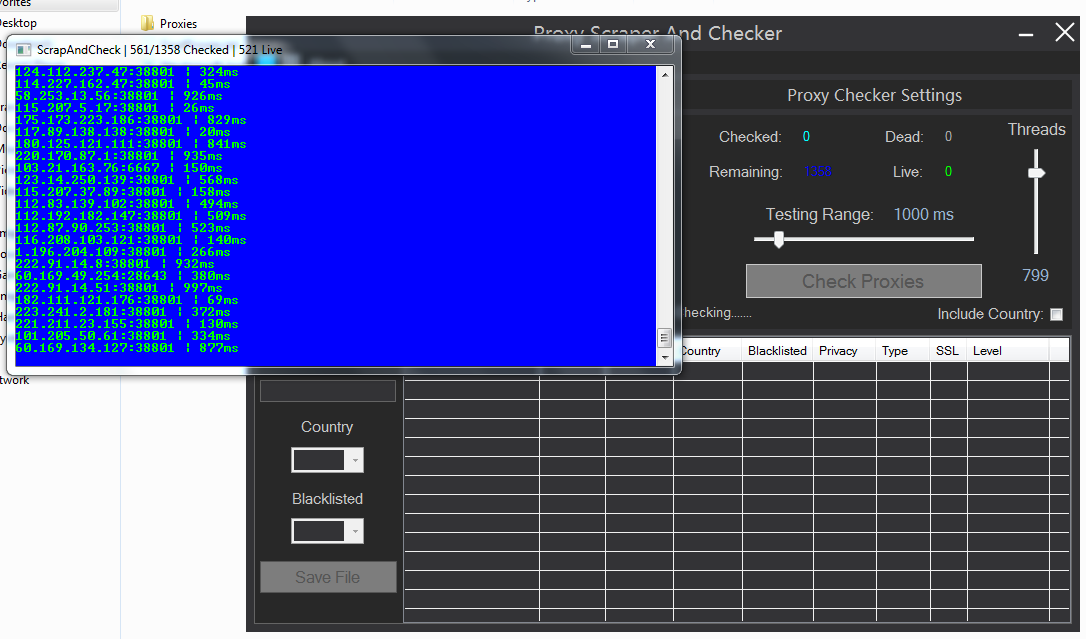 Desktop
Proxies
Proxy Scraper And Checker
ScrapAndCheck | 561/1358 Checked | 521 Live
124.112.237.47:38801 | 324ms
114.227.162.47:38801 | 45ms
58.253.13.56:38801 | 926ms
115.207.5.17:38801 | 26ms
175.173.223.186:38801 | 829ms
117.89.138.138:38801 | 20ms
180.125.121.111:38801 | 841ms
220.170.87.1:38801 | 935ms
103.21.163.76:6667 | 150ms
123.14.250.139:38801 | 568ms
115.207.37.89:38801 | 158ms
112.83.139.102:38801 | 494ms
112.192.182.147:38801 | 509ms
112.87.90.253:38801 | 523ms
116.208.103.121:38801 | 140ms
1.196.204.109:38801 | 266ms
222.91.14.8:38801 | 932ms
60.169.49.254:28643 | 380ms
222.91.14.51:38801 | 997ms
182.111.121.176:38801 | 69ms
223.241.2.181:38801 | 372ms
221.211.23.155:38801 | 130ms
101.205.50.61:38801 | 334ms
60.169.134.127:38801 | 877ms
Proxy Checker Settings
Checked: 0 Dead: 0
Threads
Remaining: 1358 Live: 0
Testing Range: 1000 ms
Check Proxies
799
hecking.......
Include Country:
Country Blacklisted Privacy Type SSL Level
twork
Country
Blacklisted
Save File